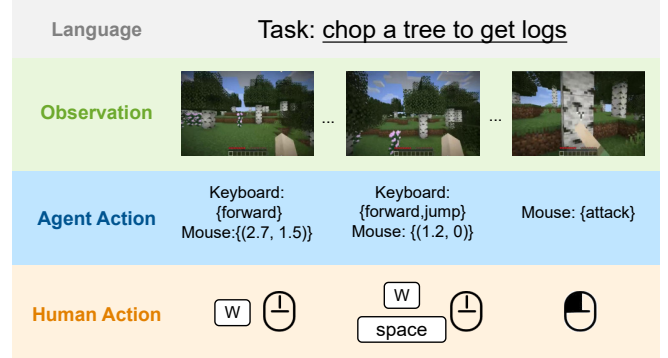 Language
Task: chop a tree to get logs
Observation
...
...
Agent Action
Keyboard:
{forward}
Mouse:{(2.7, 1.5)}
Keyboard:
{forward,jump}
Mouse: {(1.2, 0)}
Mouse: {attack}
Human Action
W
W
space